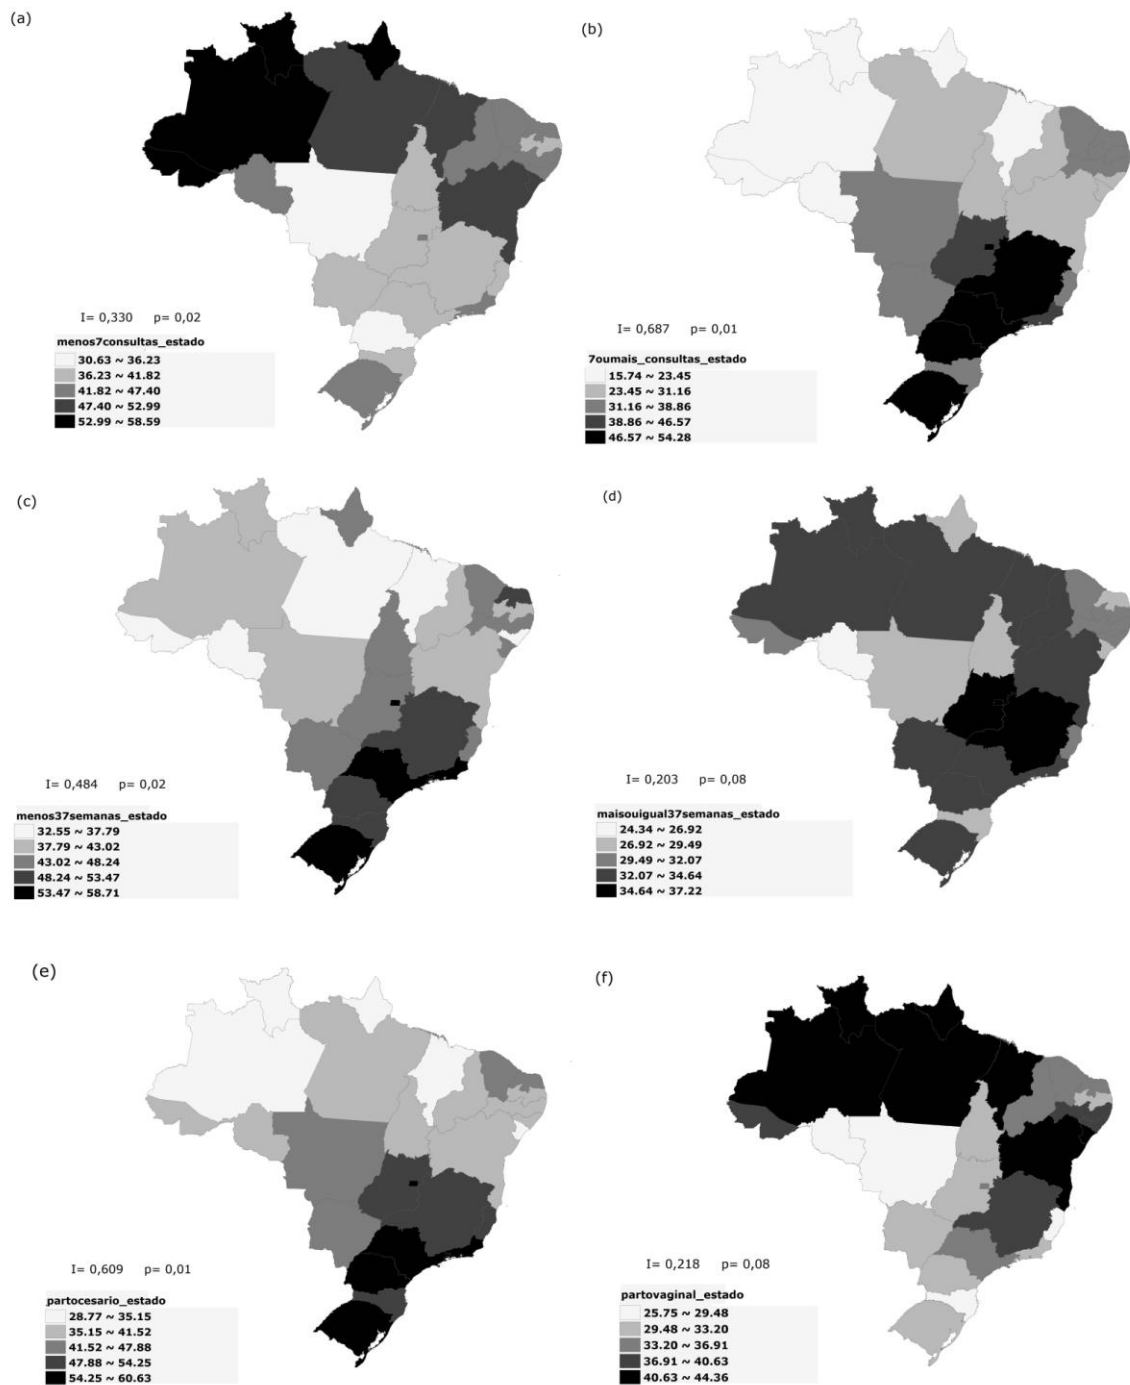 (a)
I= 0,330 p= 0,02
menos7consultas_estado
30.63 ~ 36.23
36.23 ~ 41.82
41.82 ~ 47.40
47.40 ~ 52.99
52.99 ~ 58.59
(b)
I= 0,687 p= 0,01
7oumais_consultas_estado
15.74 ~ 23.45
23.45 ~ 31.16
31.16 ~ 38.86
38.86 ~ 46.57
46.57 ~ 54.28
(c)
I= 0,484 p= 0,02
menos37semanas_estado
32.55 ~ 37.79
37.79 ~ 43.02
43.02 ~ 48.24
48.24 ~ 53.47
53.47 ~ 58.71
(d)
I= 0,203 p= 0,08
maisouigual37semanas_estado
24.34 ~ 26.92
26.92 ~ 29.49
29.49 ~ 32.07
32.07 ~ 34.64
34.64 ~ 37.22
(e)
I= 0,609 p= 0,01
partocesario_estado
28.77 ~ 35.15
35.15 ~ 41.52
41.52 ~ 47.88
47.88 ~ 54.25
54.25 ~ 60.63
(f)
I= 0,218 p= 0,08
partovaginal_estado
25.75 ~ 29.48
29.48 ~ 33.20
33.20 ~ 36.91
36.91 ~ 40.63
40.63 ~ 44.36